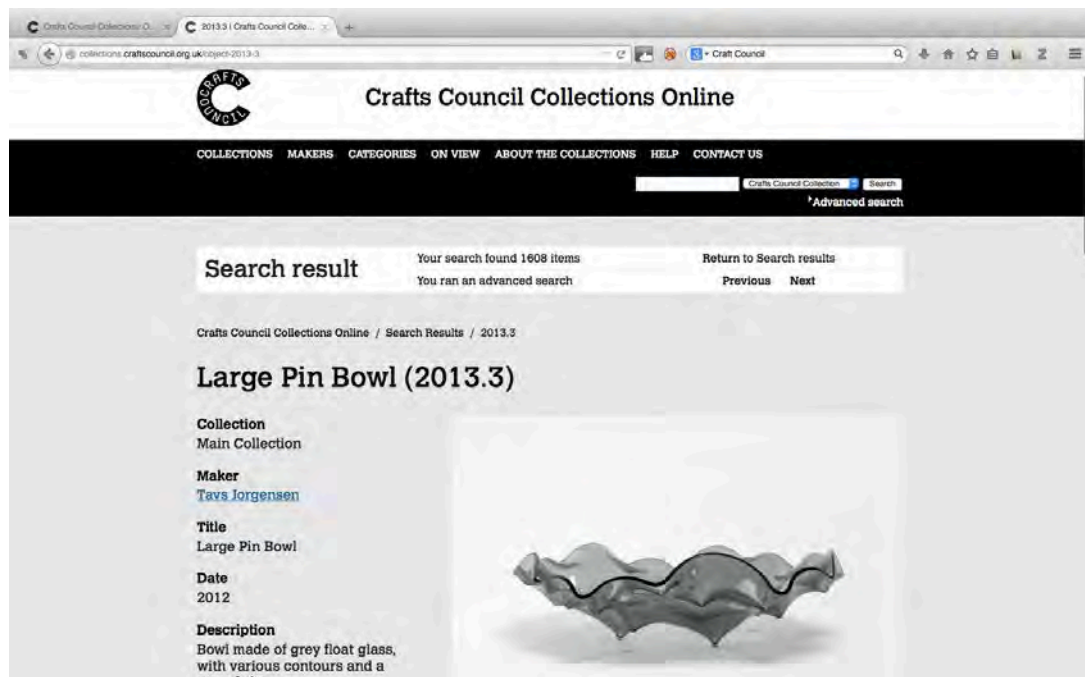 2013.3 | Crafts Council Colle...
collections.craftscouncil.org.uk/object-2013-3
Craft Council
CRAFTS COUNCIL
Crafts Council Collections Online
COLLECTIONS MAKERS CATEGORIES ON VIEW ABOUT THE COLLECTIONS HELP CONTACT US
Crafts Council Collection Search
Advanced search
Search result
Your search found 1608 items
You ran an advanced search
Return to Search results
Previous Next
Crafts Council Collections Online / Search Results / 2013.3
Large Pin Bowl (2013.3)
Collection
Main Collection
Maker
Tavs Jorgensen
Title
Large Pin Bowl
Date
2012
Description
Bowl made of grey float glass,
with various contours and a